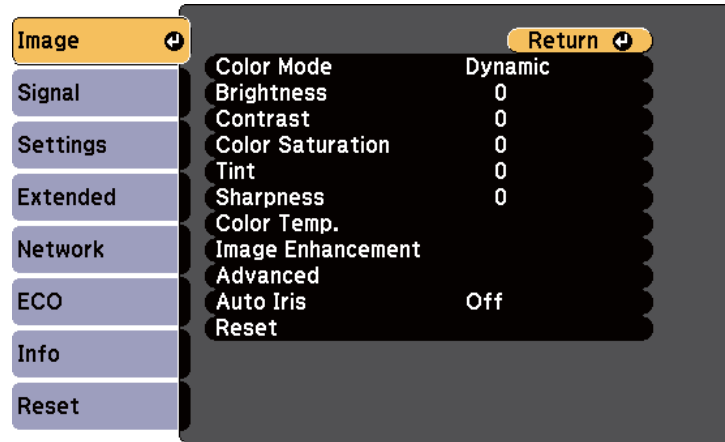 Image
Signal
Settings
Extended
Network
ECO
Info
Reset
Return
Color Mode Dynamic
Brightness 0
Contrast 0
Color Saturation 0
Tint 0
Sharpness 0
Color Temp.
Image Enhancement
Advanced
Auto Iris Off
Reset